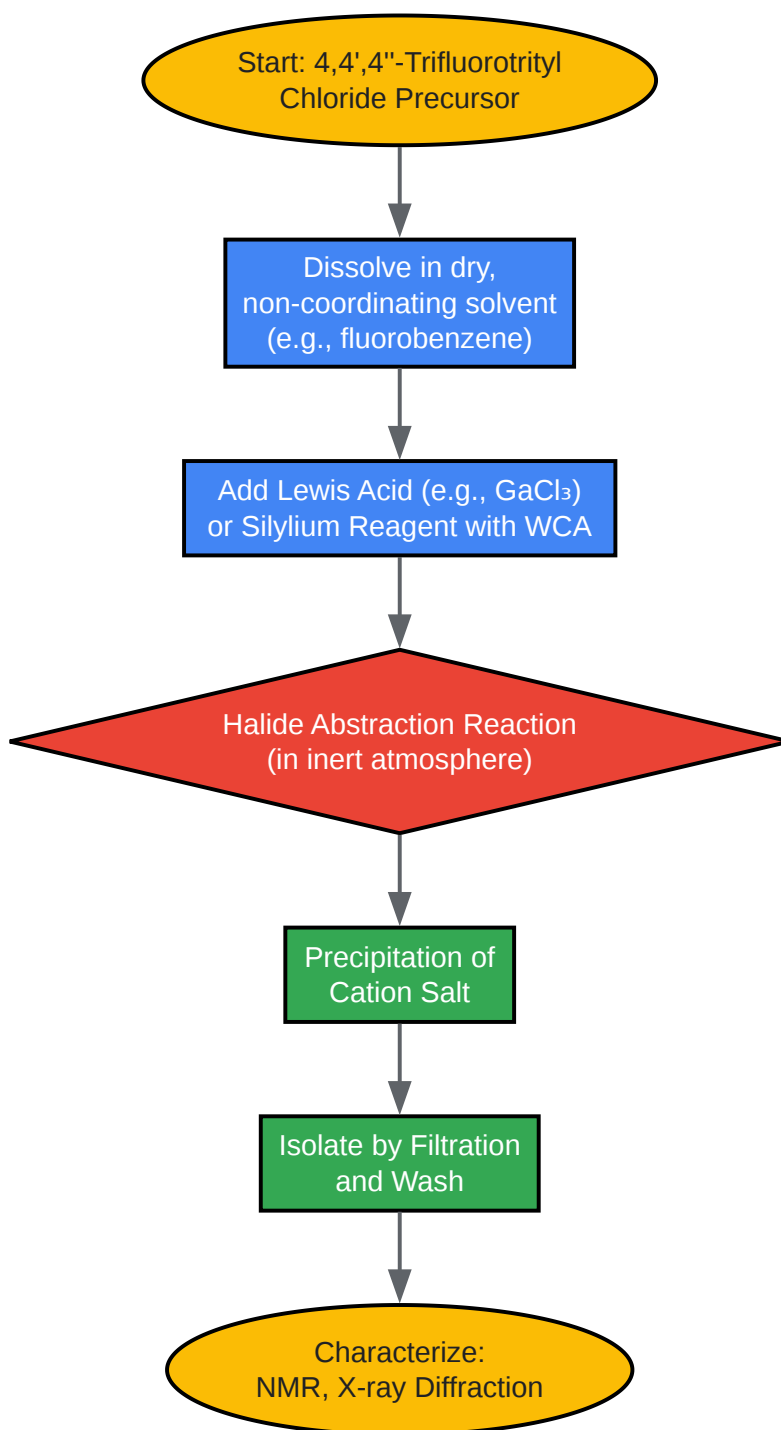 Start: 4,4',4"-Trifluorotrityl
Chloride Precursor
Dissolve in dry,
non-coordinating solvent
(e.g., fluorobenzene)
Add Lewis Acid (e.g., GaCl₃)
or Silylium Reagent with WCA
Halide Abstraction Reaction
(in inert atmosphere)
Precipitation of
Cation Salt
Isolate by Filtration
and Wash
Characterize:
NMR, X-ray Diffraction